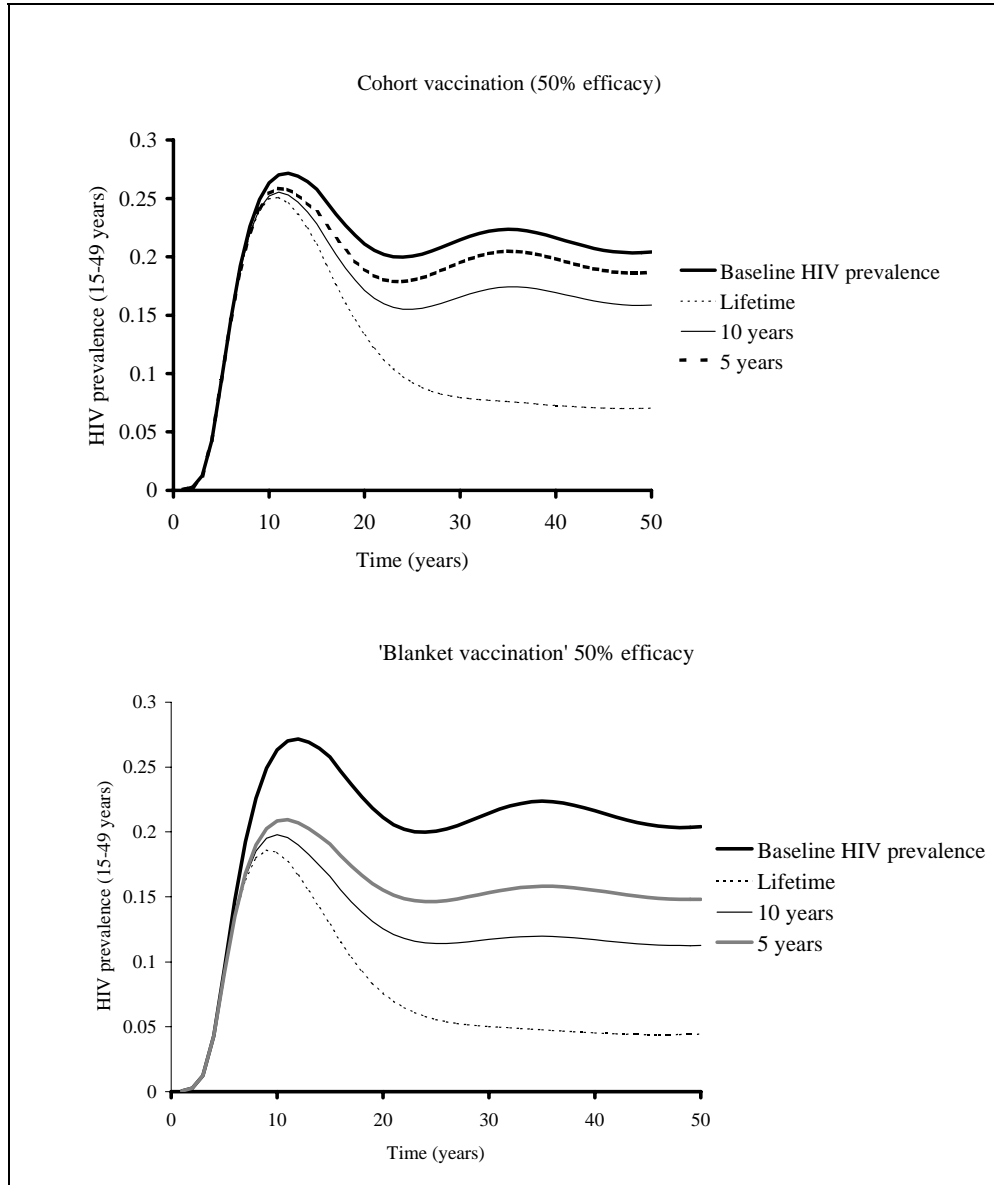 Cohort vaccination (50% efficacy)
HIV prevalence (15-49 years)
0.3
0.25
0.2
0.15
0.1
0.05
0
0 10 20 30 40 50
Time (years)
Baseline HIV prevalence
Lifetime
10 years
5 years
'Blanket vaccination' 50% efficacy
HIV prevalence (15-49 years)
0.3
0.25
0.2
0.15
0.1
0.05
0
0 10 20 30 40 50
Time (years)
Baseline HIV prevalence
Lifetime
10 years
5 years